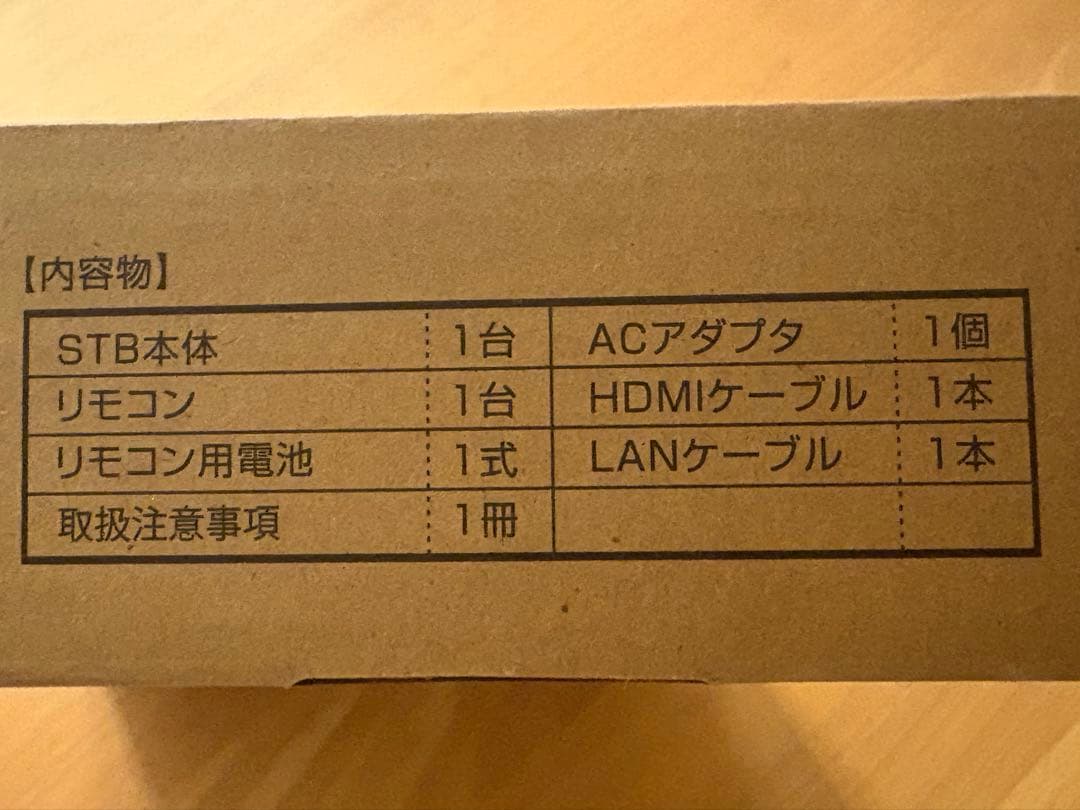 【内容物】
STB本体 1台 ACアダプタ 1個
リモコン 1台 HDMIケーブル 1本
リモコン用電池 1式 LANケーブル 1本
取扱注意事項 1冊